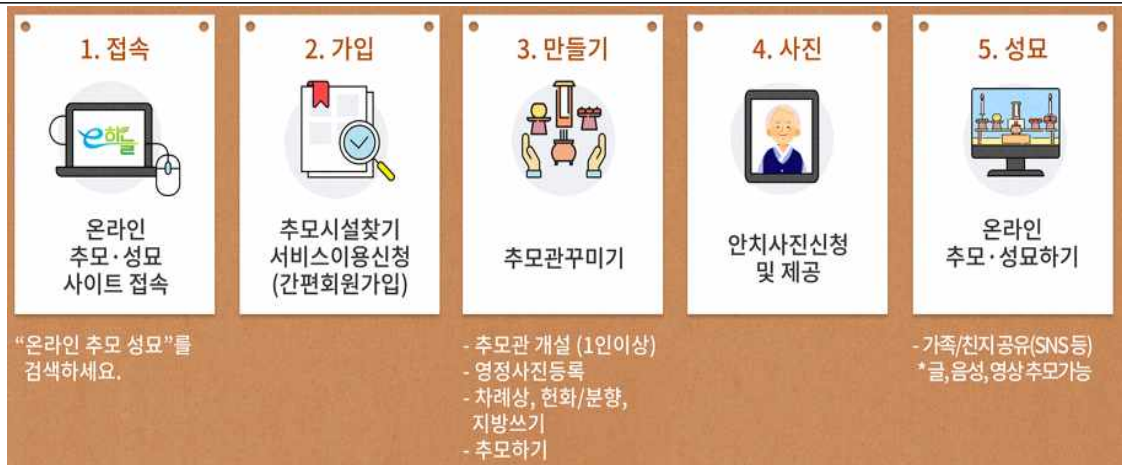 1. 접속
e하늘
온라인
추모·성묘
사이트 접속
“온라인 추모 성묘”를
검색하세요.
2. 가입
추모시설찾기
서비스이용신청
(간편회원가입)
3. 만들기
추모관꾸미기
- 추모관 개설 (1인이상)
- 영정사진등록
- 차례상, 헌화/분향,
지방쓰기
- 추모하기
4. 사진
안치사진신청
및 제공
5. 성묘
온라인
추모·성묘하기
- 가족/친지 공유(SNS 등)
* 글, 음성, 영상 추모가능